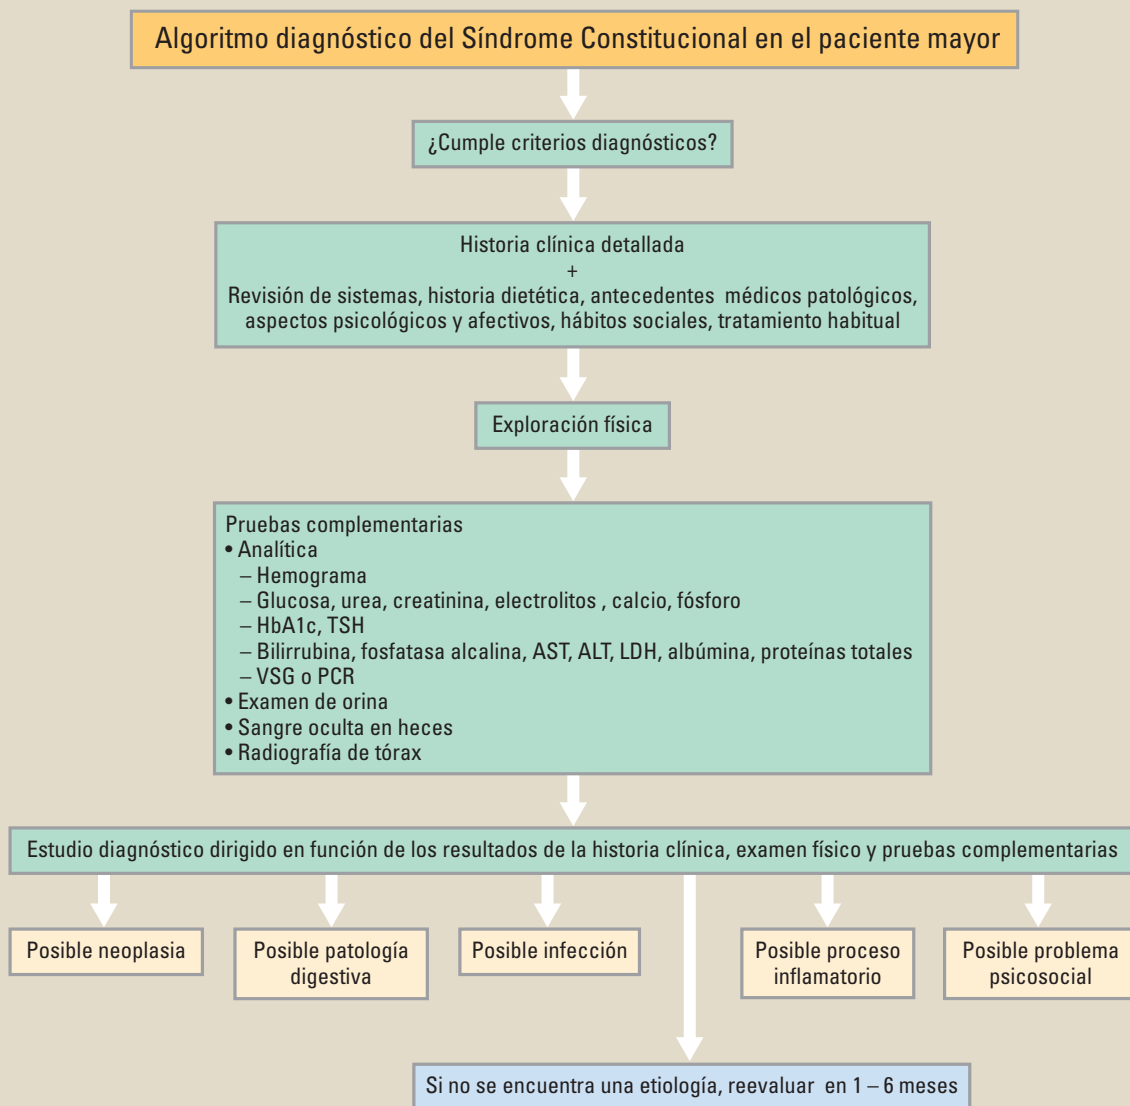 Algoritmo diagnóstico del Síndrome Constitucional en el paciente mayor
¿Cumple criterios diagnósticos?
Historia clínica detallada
+
Revisión de sistemas, historia dietética, antecedentes médicos patológicos,
aspectos psicológicos y afectivos, hábitos sociales, tratamiento habitual
Exploración física
Pruebas complementarias
• Analítica
– Hemograma
– Glucosa, urea, creatinina, electrolitos , calcio, fósforo
– HbA1c, TSH
– Bilirrubina, fosfatasa alcalina, AST, ALT, LDH, albúmina, proteínas totales
– VSG o PCR
• Examen de orina
• Sangre oculta en heces
• Radiografía de tórax
Estudio diagnóstico dirigido en función de los resultados de la historia clínica, examen físico y pruebas complementarias
Posible neoplasia
Posible patología
digestiva
Posible infección
Posible proceso
inflamatorio
Posible problema
psicosocial
Si no se encuentra una etiología, reevaluar en 1 – 6 meses